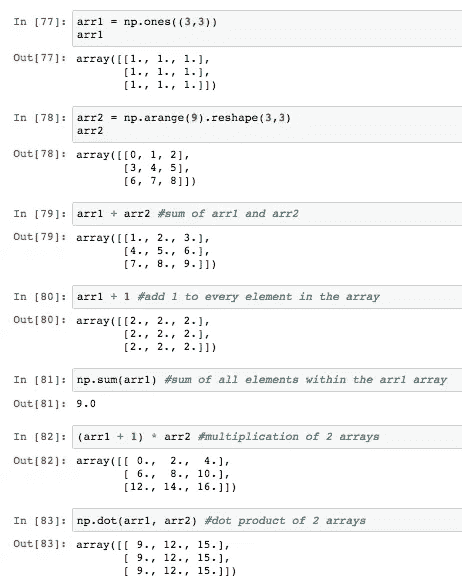 In [77]: arr1 = np.ones((3,3))
arr1
Out[77]: array([[1., 1., 1.],
[1., 1., 1.],
[1., 1., 1.]])
In [78]: arr2 = np.arange(9).reshape(3,3)
arr2
Out[78]: array([[0, 1, 2],
[3, 4, 5],
[6, 7, 8]])
In [79]: arr1 + arr2 #sum of arr1 and arr2
Out[79]: array([[1., 2., 3.],
[4., 5., 6.],
[7., 8., 9.]])
In [80]: arr1 + 1 #add 1 to every element in the array
Out[80]: array([[2., 2., 2.],
[2., 2., 2.],
[2., 2., 2.]])
In [81]: np.sum(arr1) #sum of all elements within the arr1 array
Out[81]: 9.0
In [82]: (arr1 + 1) * arr2 #multiplication of 2 arrays
Out[82]: array([[ 0., 2., 4.],
[ 6., 8., 10.],
[12., 14., 16.]])
In [83]: np.dot(arr1, arr2) #dot product of 2 arrays
Out[83]: array([[ 9., 12., 15.],
[ 9., 12., 15.],
[ 9., 12., 15.]])